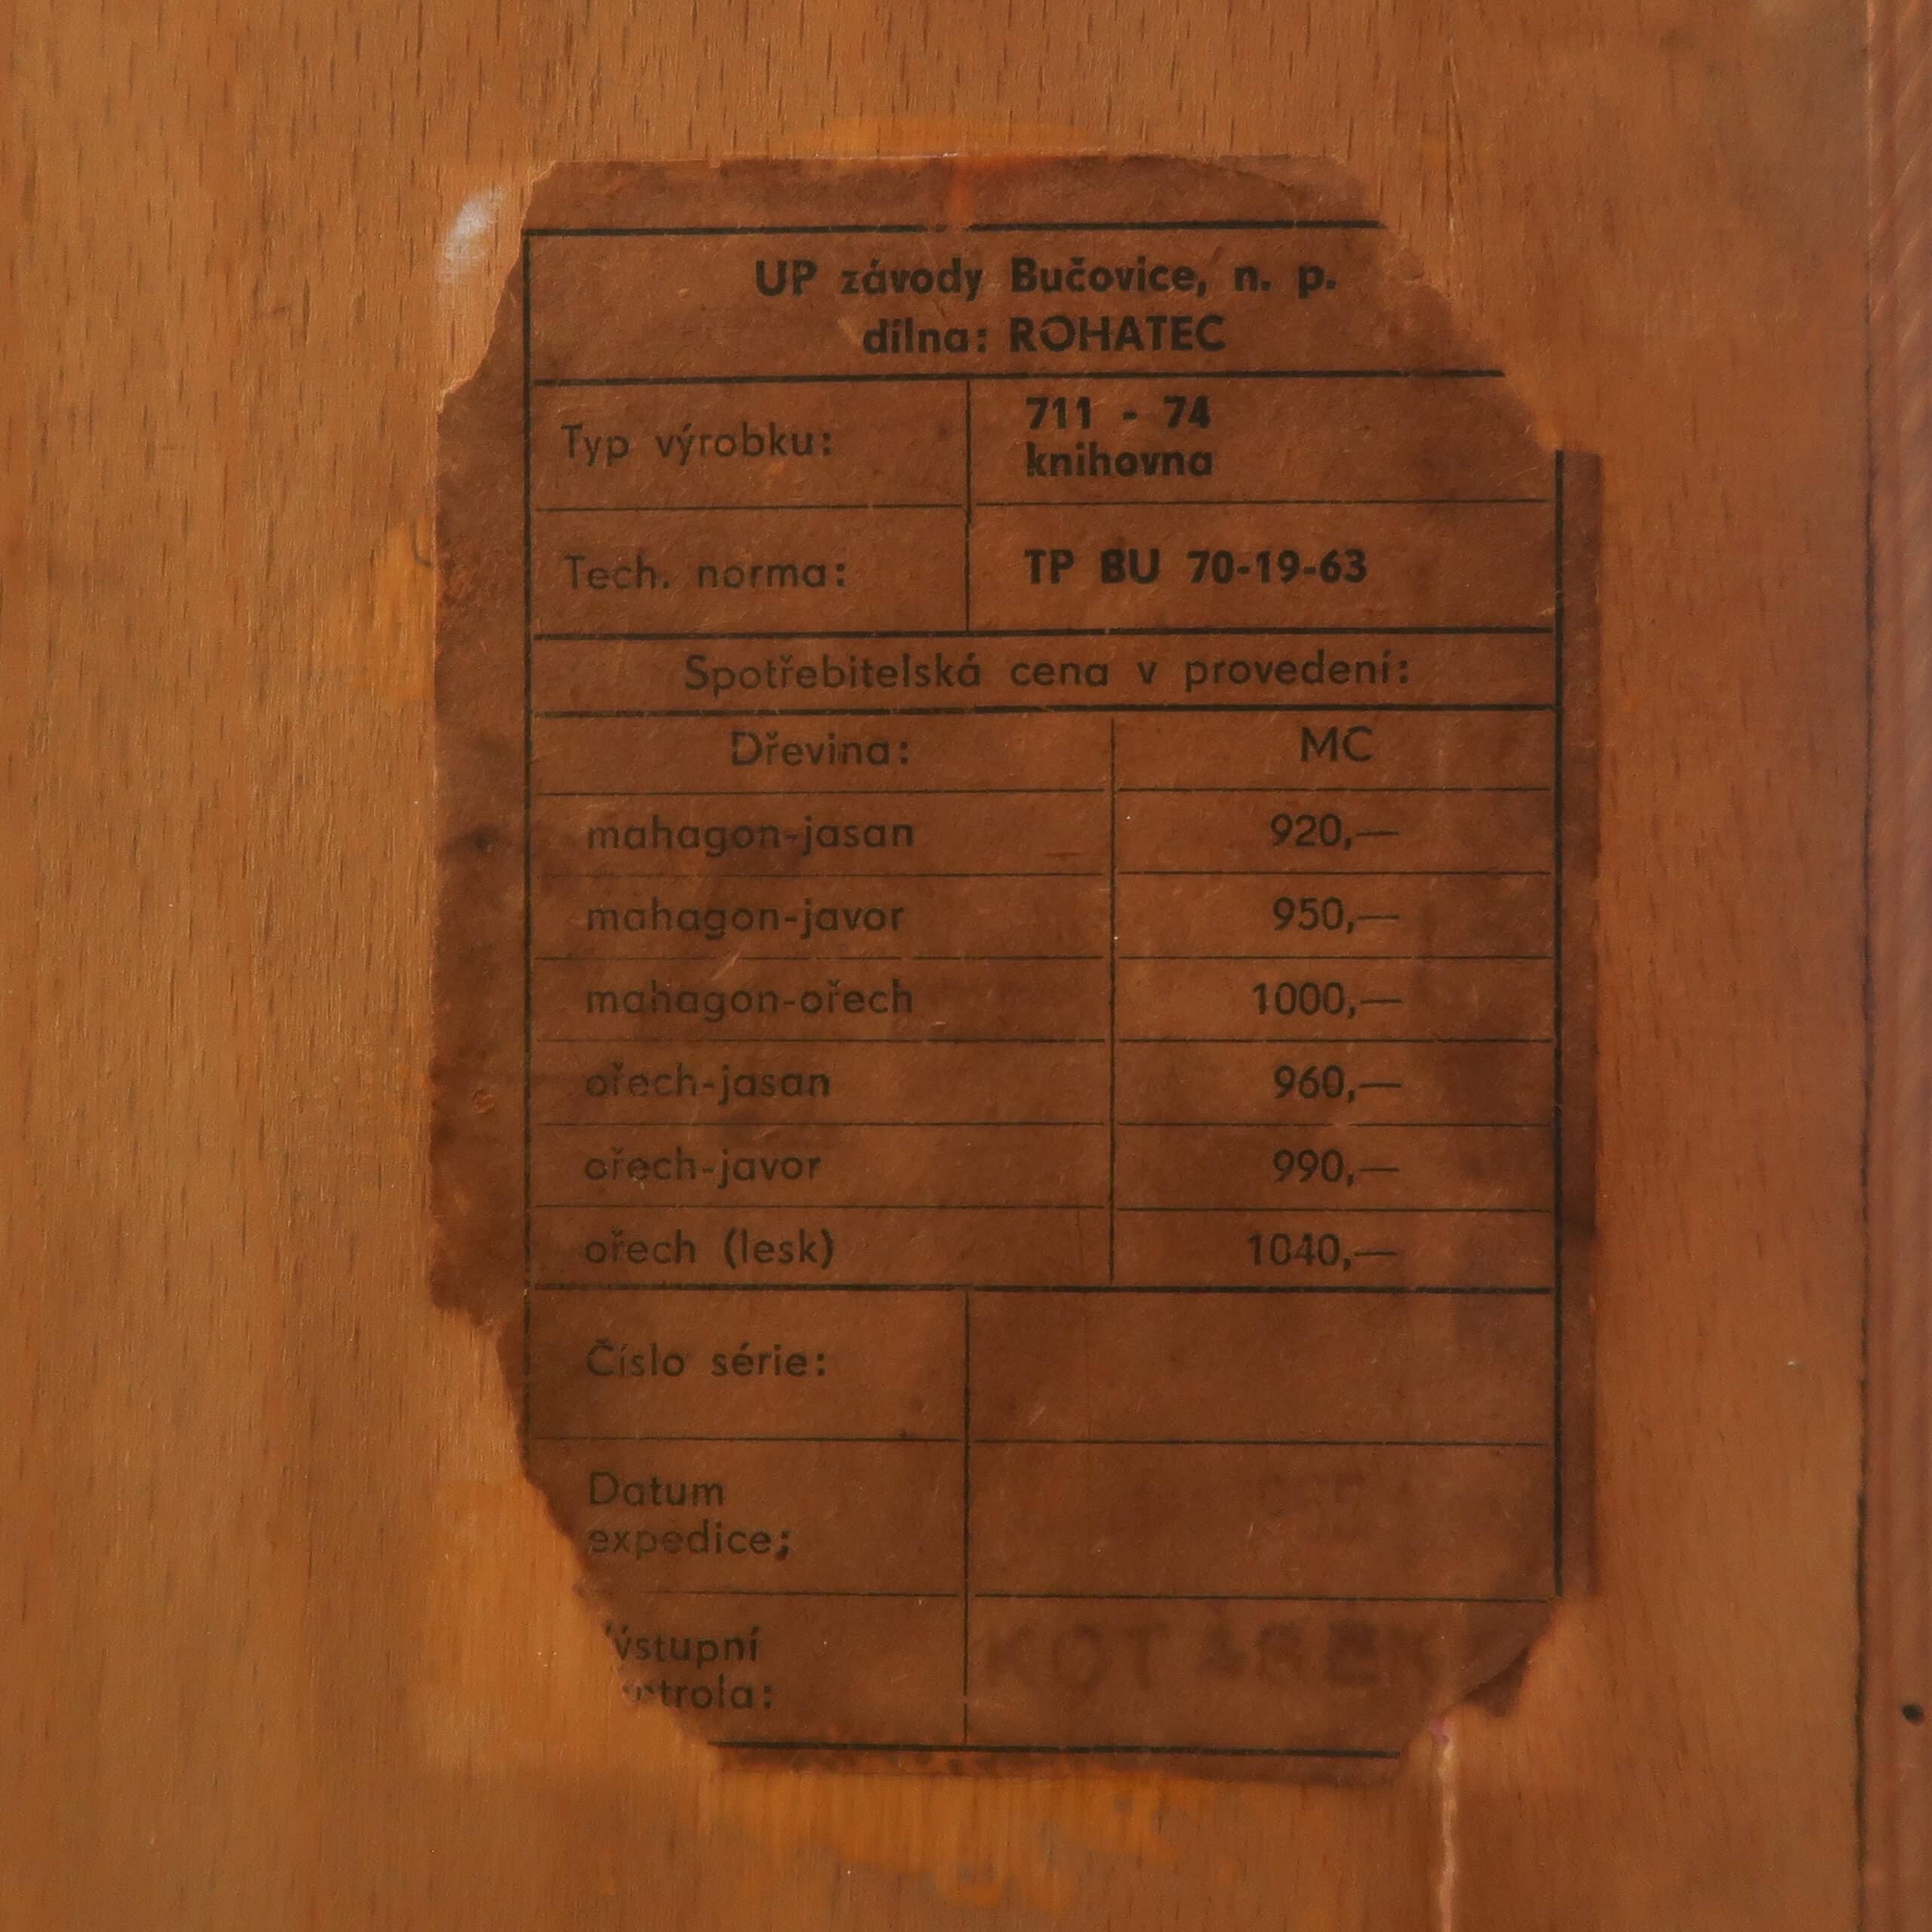 UP závody Bučovice, n. p.
dílna: ROHATEC
Typ výrobku:
711 - 74
knihovna
Tech. norma:
TP BU 70-19-63
Spotřebitelská cena v provedení:
Dřevina: MC
mahagon-jasan 920,—
mahagon-javor 950,—
mahagon-ořech 1000,—
ořech-jasan 960,—
ořech-javor 990,—
ořech (lesk) 1040,—
Číslo série:
Datum
expedice;
Výstupní